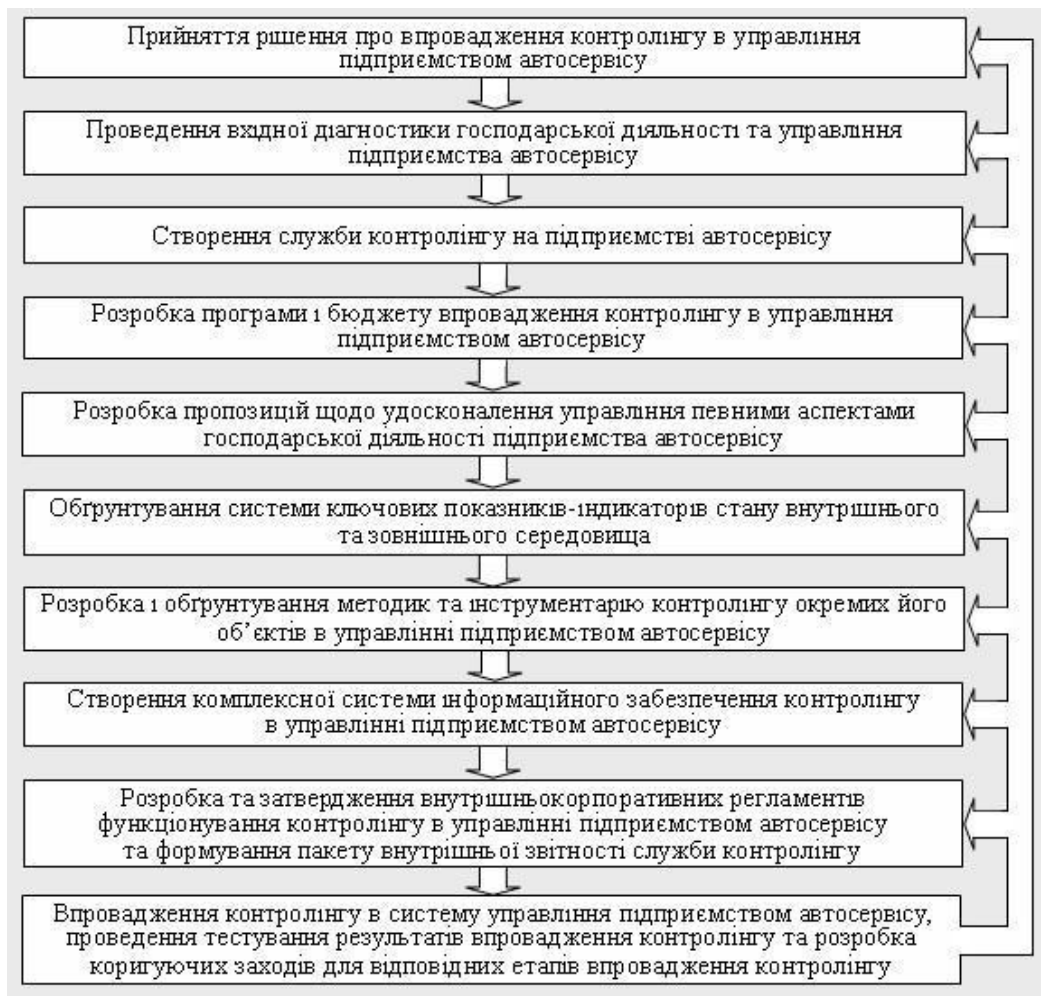 Прийняття рішення про впровадження контролінгу в управління
підприємством автосервісу
Проведення вхідної діагностики господарської діяльності та управління
підприємства автосервісу
Створення служби контролінгу на підприємстві автосервісу
Розробка програми і бюджету впровадження контролінгу в управління
підприємством автосервісу
Розробка пропозицій щодо удосконалення управління певними аспектами
господарської діяльності підприємства автосервісу
Обґрунтування системи ключових показників-індикаторів стану внутрішнього
та зовнішнього середовища
Розробка і обґрунтування методик та інструментарію контролінгу окремих його
об’єктів в управлінні підприємством автосервісу
Створення комплексної системи інформаційного забезпечення контролінгу
в управлінні підприємством автосервісу
Розробка та затвердження внутрішньокорпоративних регламентів
функціонування контролінгу в управлінні підприємством автосервісу
та формування пакету внутрішньої звітності служби контролінгу
Впровадження контролінгу в систему управління підприємством автосервісу,
проведення тестування результатів впровадження контролінгу та розробка
коригуючих заходів для відповідних етапів впровадження контролінгу